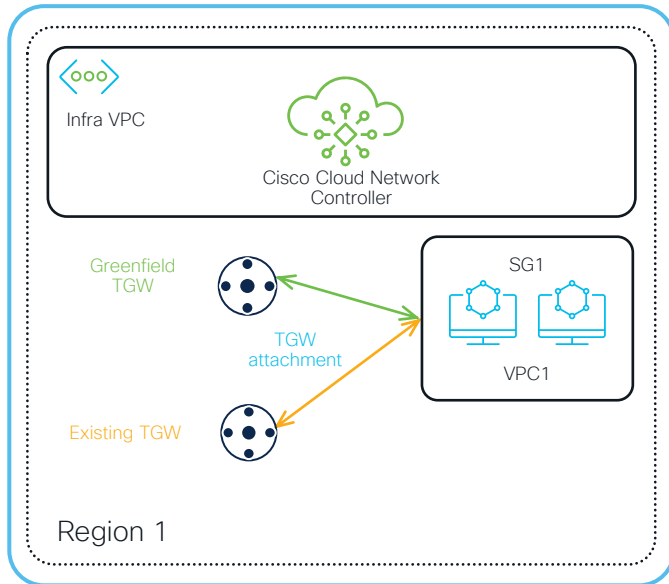 Infra VPC
Cisco Cloud Network
Controller
Greenfield
TGW
SG1
TGW
attachment
VPC1
Existing TGW
Region 1